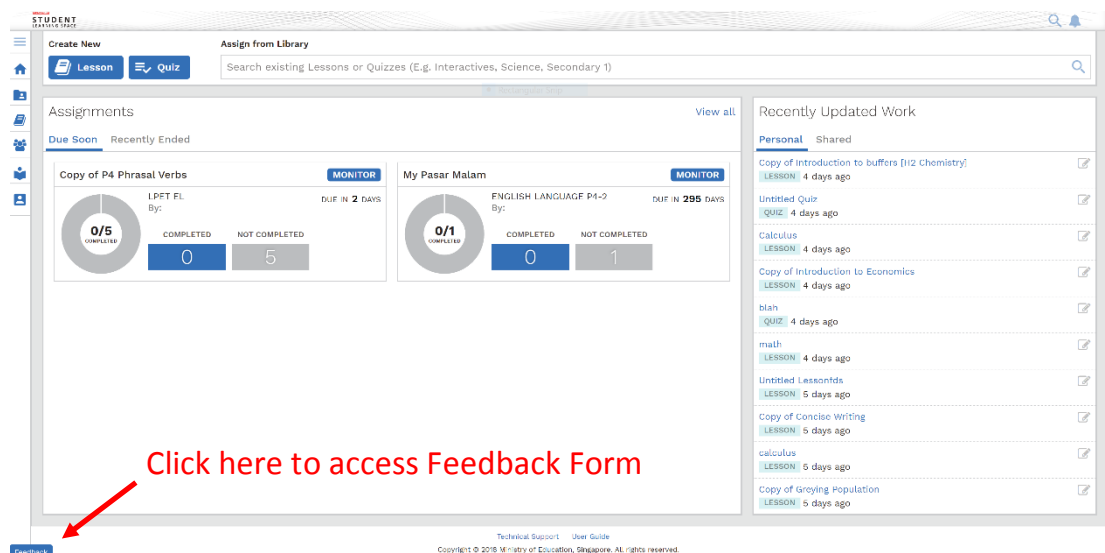 STUDENT
LEARNING SPACE
Create New
Assign from Library
Lesson
Quiz
Search existing Lessons or Quizzes (E.g. Interactives, Science, Secondary 1)
Rectangular Snip
Assignments
View all
Due Soon Recently Ended
Copy of P4 Phrasal Verbs
MONITOR
LPET EL
By:
DUE IN 2 DAYS
0/5
COMPLETED
COMPLETED NOT COMPLETED
0 5
My Pasar Malam
MONITOR
ENGLISH LANGUAGE P4-2
By:
DUE IN 295 DAYS
0/1
COMPLETED
COMPLETED NOT COMPLETED
0 1
Recently Updated Work
Personal Shared
Copy of Introduction to buffers [H2 Chemistry]
LESSON 4 days ago
Untitled Quiz
QUIZ 4 days ago
Calculus
LESSON 4 days ago
Copy of Introduction to Economics
LESSON 4 days ago
blah
QUIZ 4 days ago
math
LESSON 4 days ago
Untitled Lessonfds
LESSON 5 days ago
Copy of Concise Writing
LESSON 5 days ago
calculus
LESSON 5 days ago
Copy of Greying Population
LESSON 5 days ago
Click here to access Feedback Form
Feedback
Technical Support User Guide
Copyright © 2018 Ministry of Education, Singapore. All rights reserved.